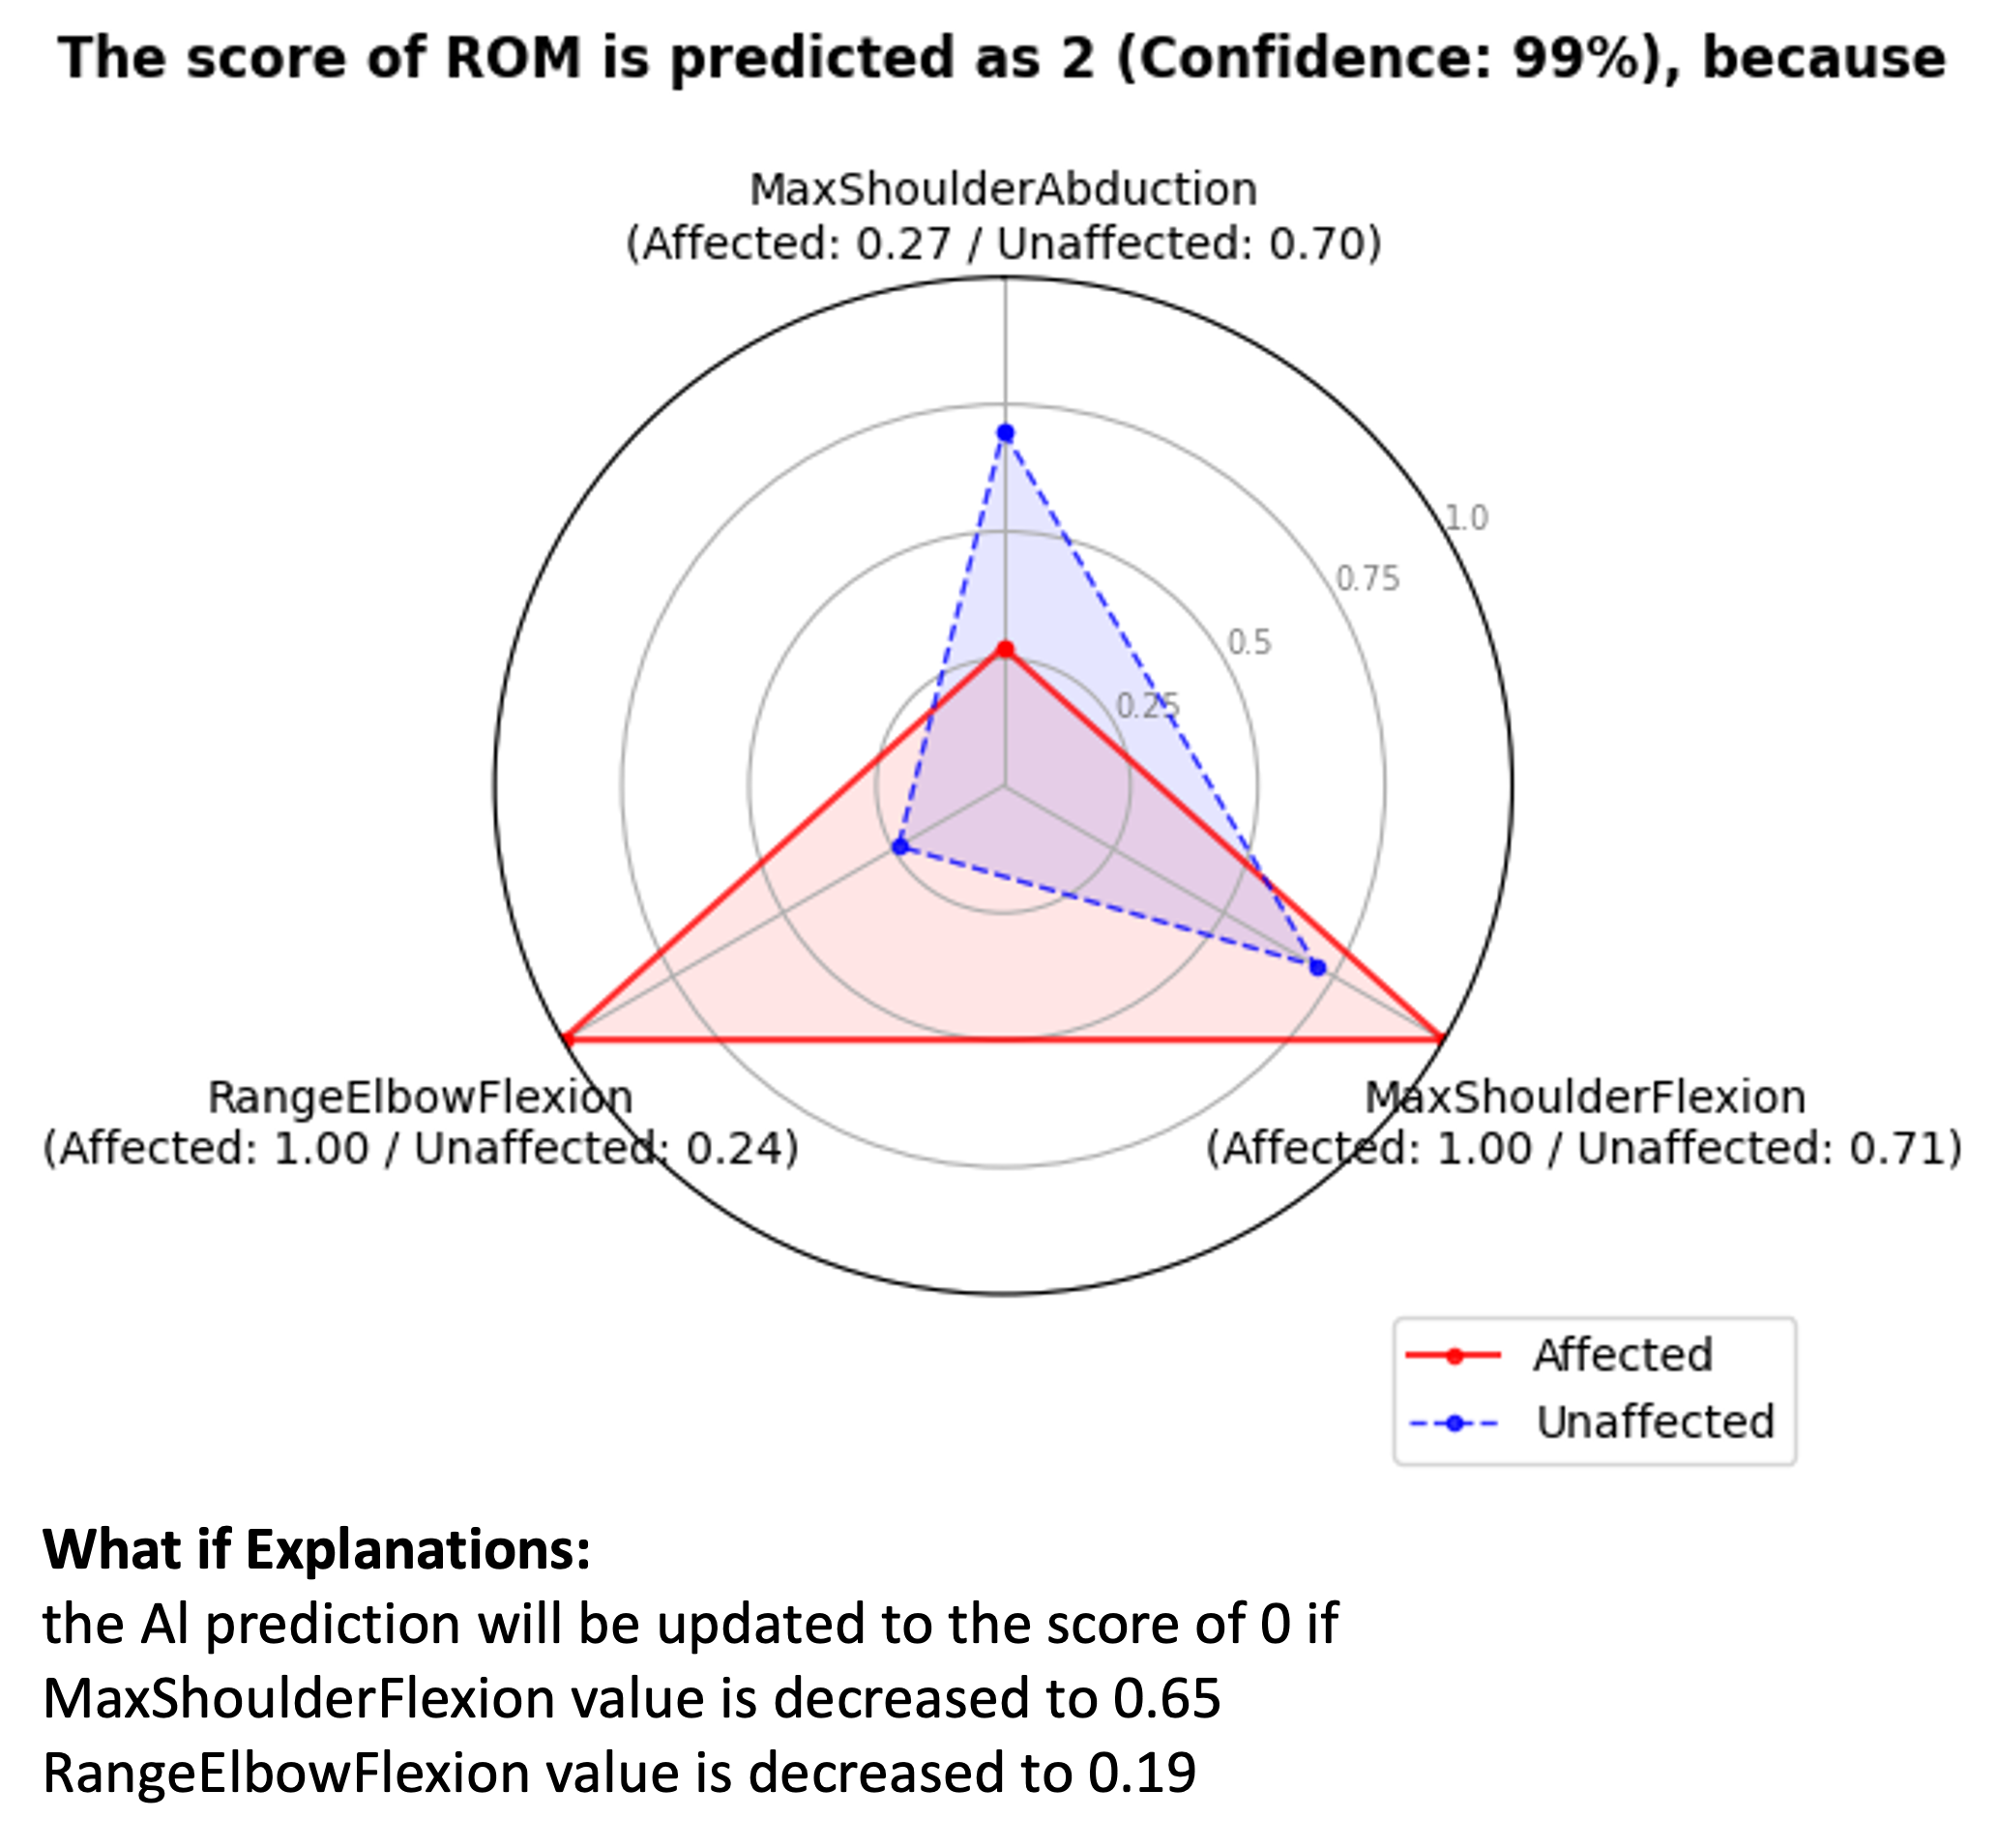 The score of ROM is predicted as 2 (Confidence: 99%), because
MaxShoulderAbduction
(Affected: 0.27 / Unaffected: 0.70)
1.0
0.75
0.5
0.25
RangeElbowFlexion
(Affected: 1.00 / Unaffected: 0.24)
MaxShoulderFlexion
(Affected: 1.00 / Unaffected: 0.71)
Affected
Unaffected
What if Explanations:
the AI prediction will be updated to the score of 0 if
MaxShoulderFlexion value is decreased to 0.65
RangeElbowFlexion value is decreased to 0.19